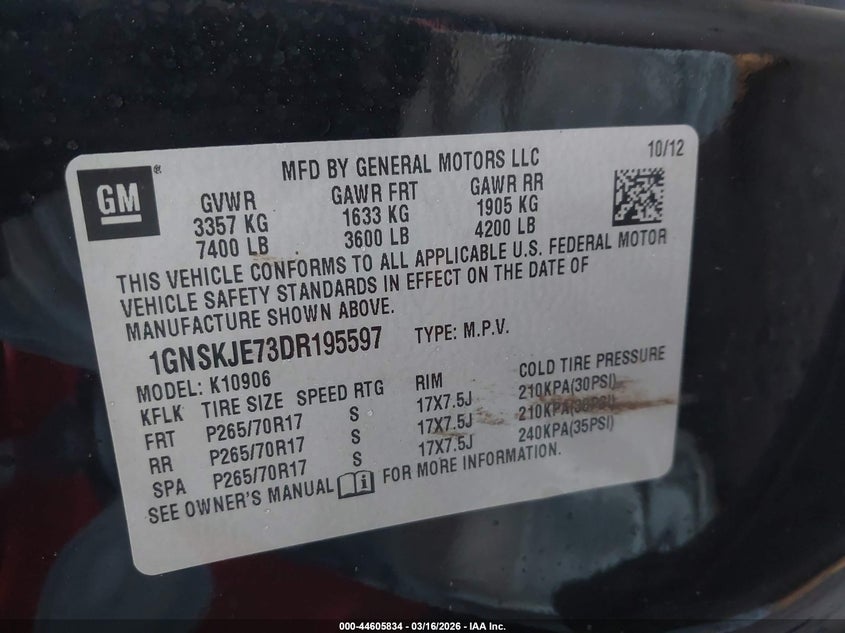 MFD BY GENERAL MOTORS LLC 10/12
GM®
GVWR GAWR FRT GAWR RR
3357 KG 1633 KG 1905 KG
7400 LB 3600 LB 4200 LB
THIS VEHICLE CONFORMS TO ALL APPLICABLE U.S. FEDERAL MOTOR
VEHICLE SAFETY STANDARDS IN EFFECT ON THE DATE OF
MANUFACTURE SHOWN ABOVE.
1GNSKJE73DR195597 TYPE: M.P.V.
MODEL: K10906
KFLK TIRE SIZE SPEED RTG RIM COLD TIRE PRESSURE
FRT P265/70R17 S 17X7.5J 210KPA(30PSI)
RR P265/70R17 S 17X7.5J 210KPA(30PSI)
SPA P265/70R17 S 17X7.5J 240KPA(35PSI)
SEE OWNER'S MANUAL i FOR MORE INFORMATION.
000-44605834 - 03/16/2026 - IAA Inc.